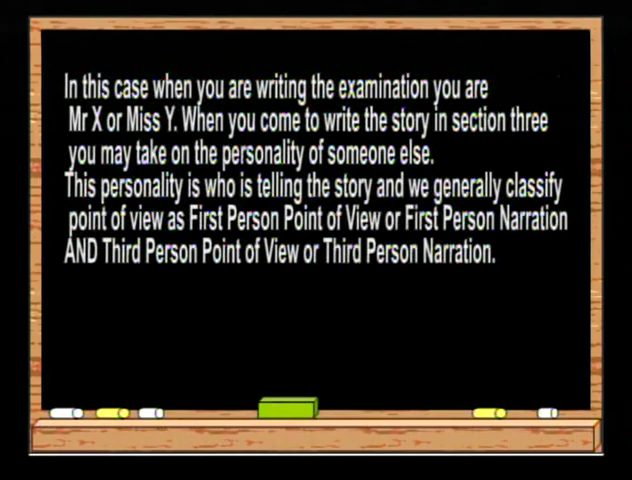 In this case when you are writing the examination you are
Mr X or Miss Y. When you come to write the story in section three
you may take on the personality of someone else.
This personality is who is telling the story and we generally classify
point of view as First Person Point of View or First Person Narration
AND Third Person Point of View or Third Person Narration.